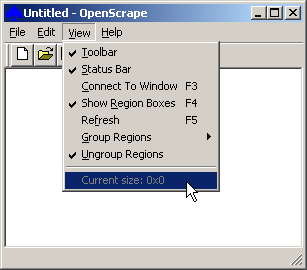 Untitled - OpenScrape
File Edit View Help
Toolbar
Status Bar
Connect To Window F3
Show Region Boxes F4
Refresh F5
Group Regions
Ungroup Regions
Current size: 0x0